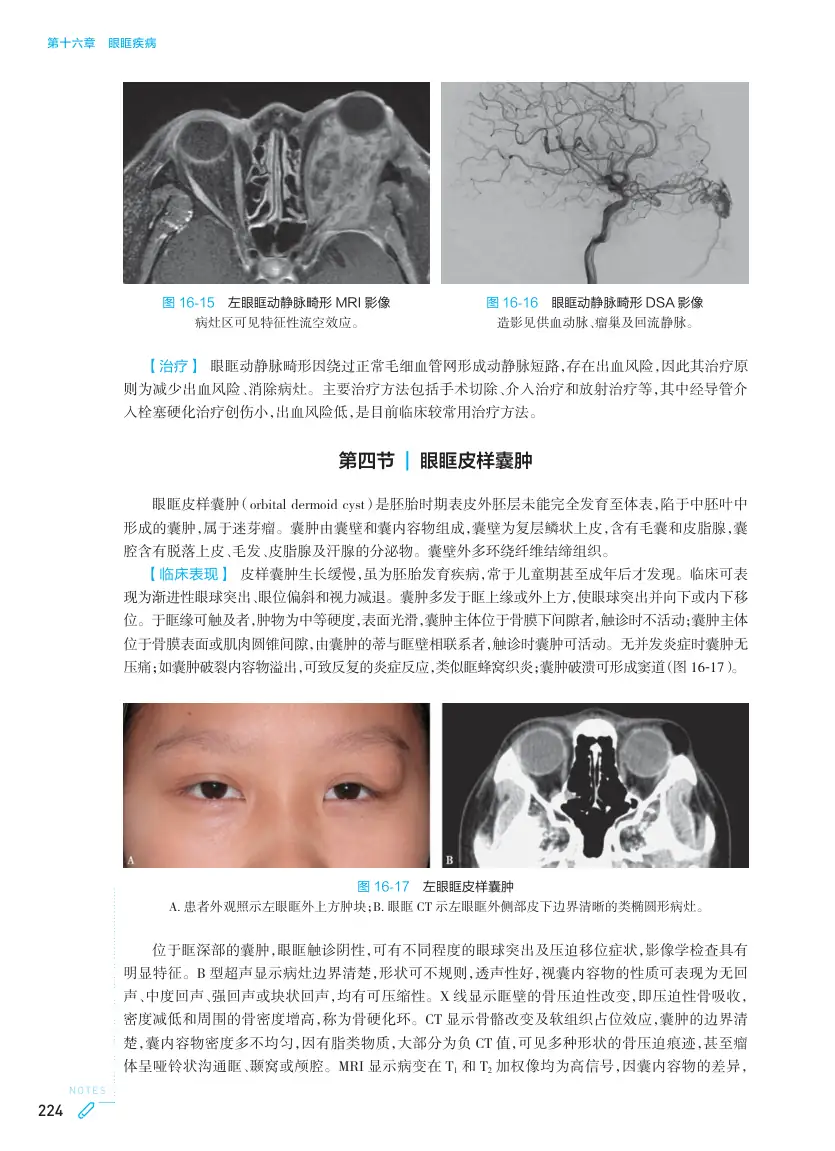 第十六章 眼眶疾病
图 16-15 左眼眶动静脉畸形 MRI 影像
病灶区可见特征性流空效应。
图 16-16 眼眶动静脉畸形 DSA 影像
造影见供血动脉、瘤巢及回流静脉。
【治疗】 眼眶动静脉畸形因绕过正常毛细血管网形成动静脉短路,存在出血风险,因此其治疗原
则为减少出血风险、消除病灶。主要治疗方法包括手术切除、介入治疗和放射治疗等,其中经导管介
入栓塞硬化治疗创伤小,出血风险低,是目前临床较常用治疗方法。
第四节 | 眼眶皮样囊肿
眼眶皮样囊肿(orbital dermoid cyst)是胚胎时期表皮外胚层未能完全发育至体表,陷于中胚叶中
形成的囊肿,属于迷芽瘤。囊肿由囊壁和囊内容物组成,囊壁为复层鳞状上皮,含有毛囊和皮脂腺,囊
腔含有脱落上皮、毛发、皮脂腺及汗腺的分泌物。囊壁外多环绕纤维结缔组织。
【临床表现】 皮样囊肿生长缓慢,虽为胚胎发育疾病,常于儿童期甚至成年后才发现。临床可表
现为渐进性眼球突出、眼位偏斜和视力减退。囊肿多发于眶上缘或外上方,使眼球突出并向下或内下移
位。于眶缘可触及者,肿物为中等硬度,表面光滑,囊肿主体位于骨膜下间隙者,触诊时不活动;囊肿主体
位于骨膜表面或肌肉圆锥间隙,由囊肿的蒂与眶壁相联系者,触诊时囊肿可活动。无并发炎症时囊肿无
压痛;如囊肿破裂内容物溢出,可致反复的炎症反应,类似眶蜂窝织炎;囊肿破溃可形成窦道(图 16-17)。
A
B
图 16-17 左眼眶皮样囊肿
A. 患者外观照示左眼眶外上方肿块;B. 眼眶 CT 示左眼眶外侧部皮下边界清晰的类椭圆形病灶。
位于眶深部的囊肿,眼眶触诊阴性,可有不同程度的眼球突出及压迫移位症状,影像学检查具有
明显特征。B 型超声显示病灶边界清楚,形状可不规则,透声性好,视囊内容物的性质可表现为无回
声、中度回声、强回声或块状回声,均有可压缩性。X 线显示眶壁的骨压迫性改变,即压迫性骨吸收,
密度减低和周围的骨密度增高,称为骨硬化环。CT 显示骨骼改变及软组织占位效应,囊肿的边界清
楚,囊内容物密度多不均匀,因有脂类物质,大部分为负 CT 值,可见多种形状的骨压迫痕迹,甚至瘤
体呈哑铃状沟通眶、颞窝或颅腔。MRI 显示病变在 T₁ 和 T₂ 加权像均为高信号,因囊内容物的差异,
NOTES
224